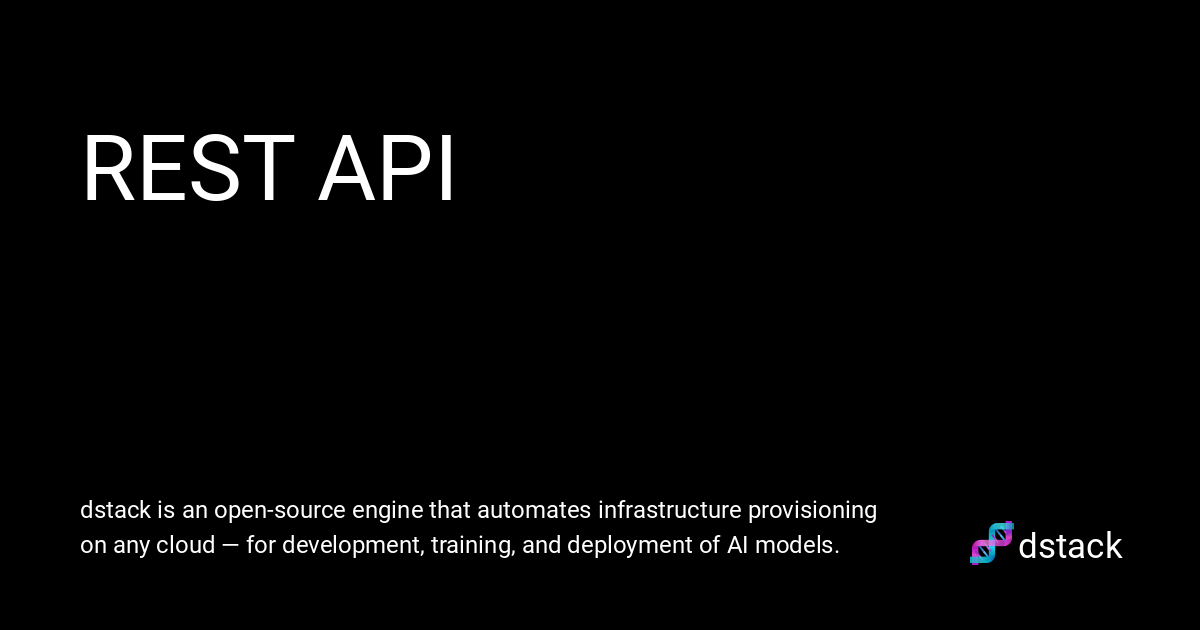 REST API
dstack is an open-source engine that automates infrastructure provisioning
on any cloud — for development, training, and deployment of AI models.
dstack